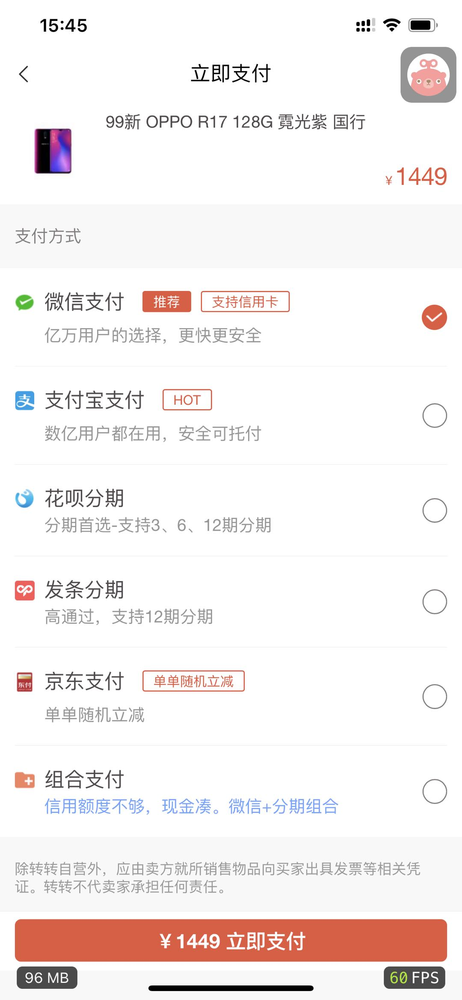 15:45
立即支付
99新 OPPO R17 128G 霓光紫 国行
¥1449
支付方式
微信支付 推荐 支持信用卡
亿万用户的选择，更快更安全
支付宝支付 HOT
数亿用户都在用，安全可托付
花呗分期
分期首选-支持3、6、12期分期
发条分期
高通过，支持12期分期
东付 京东支付 单单随机立减
单单随机立减
组合支付
信用额度不够，现金凑。微信+分期组合
除转转自营外，应由卖方就所销售物品向买家出具发票等相关凭
证。转转不代卖家承担任何责任。
¥ 1449 立即支付
96 MB
60 FPS